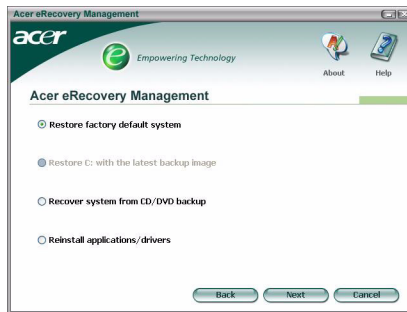 Acer eRecovery Management
acer
e
Empowering Technology
About
Help
Acer eRecovery Management
Restore factory default system
Restore C: with the latest backup image
Recover system from CD/DVD backup
Reinstall applications/drivers
Back
Next
Cancel